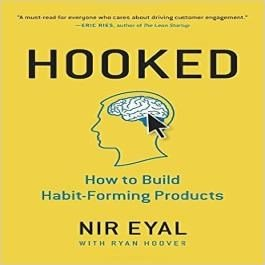 "A must-read for everyone who cares about driving customer engagement."
—ERIC RIES, author of The Lean Startup
HOOKED
How to Build
Habit-Forming Products
NIR EYAL
WITH RYAN HOOVER